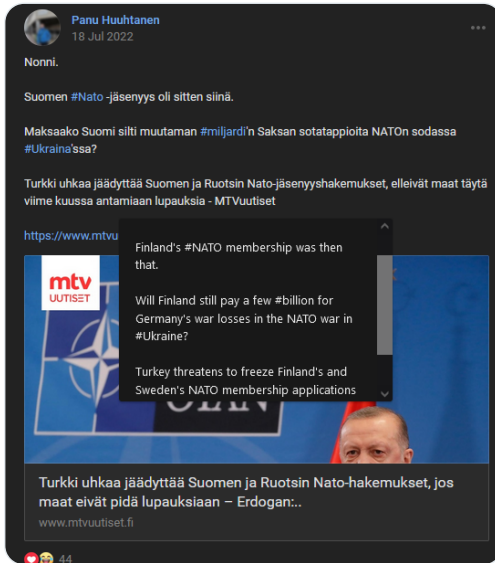 Panu Huuhtanen
18 Jul 2022
Nonni.
Suomen #Nato -jäsenyys oli sitten siinä.
Maksaako Suomi silti muutaman #miljardi'n Saksan sotatappioita NATOn sodassa
#Ukraina'ssa?
Turkki uhkaa jäädyttää Suomen ja Ruotsin Nato-jäsenyyshakemukset, elleivät maat täytä
viime kuussa antamiaan lupauksia - MTVuutiset
https://www.mtvu
Finland's #NATO membership was then
that.
Will Finland still pay a few #billion for
Germany's war losses in the NATO war in
#Ukraine?
Turkey threatens to freeze Finland's and
Sweden's NATO membership applications
mtv
UUTISET
Turkki uhkaa jäädyttää Suomen ja Ruotsin Nato-hakemukset, jos
maat eivät pidä lupauksiaan – Erdogan:..
www.mtvuutiset.fi
44